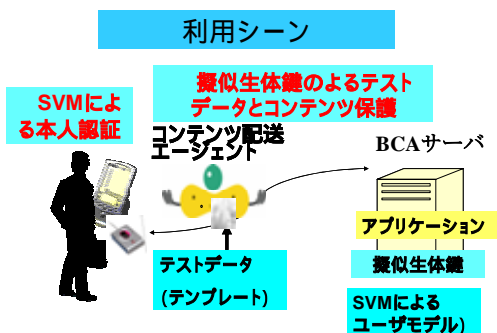 利用シーン
擬似生体鍵のよるテスト
データとコンテンツ保護
SVMによ
る本人認証
コンテンツ配送
エージェント
BCAサーバ
アプリケーション
擬似生体鍵
テストデータ
(テンプレート)
SVMによる
ユーザモデル)